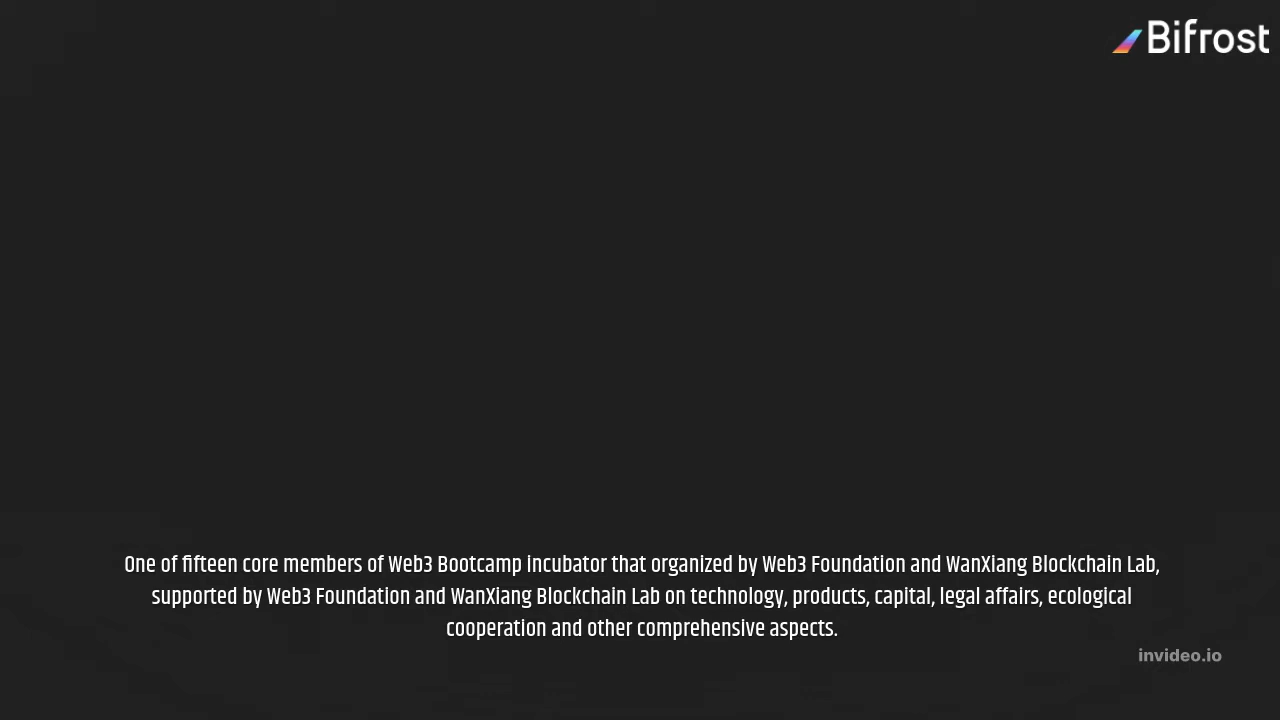 Bifrost
One of fifteen core members of Web3 Bootcamp incubator that organized by Web3 Foundation and WanXiang Blockchain Lab,
supported by Web3 Foundation and WanXiang Blockchain Lab on technology, products, capital, legal affairs, ecological
cooperation and other comprehensive aspects.
invideo.io